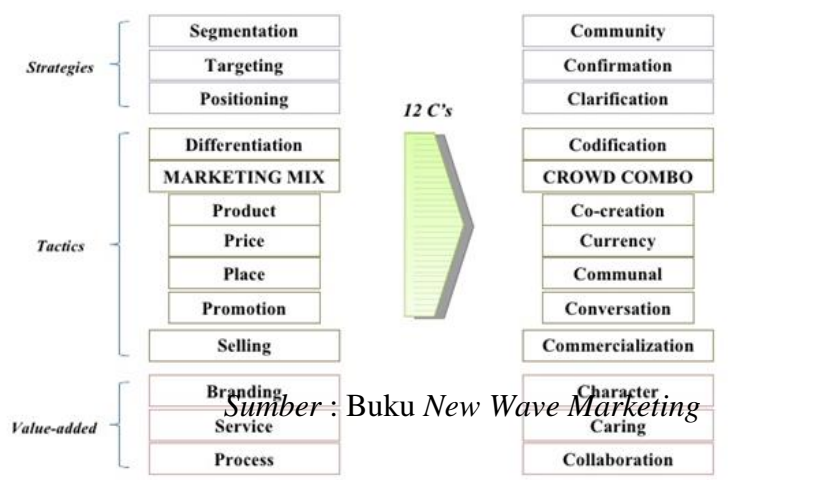 Segmentation Community
Strategies Targeting Confirmation
Positioning Clarification
12 C's
Differentiation Codification
MARKETING MIX CROWD COMBO
Product Co-creation
Price Currency
Tactics
Place Communal
Promotion Conversation
Selling Commercialization
Branding Character
Sumber : Buku New Wave Marketing
Value-added Service Caring
Process Collaboration